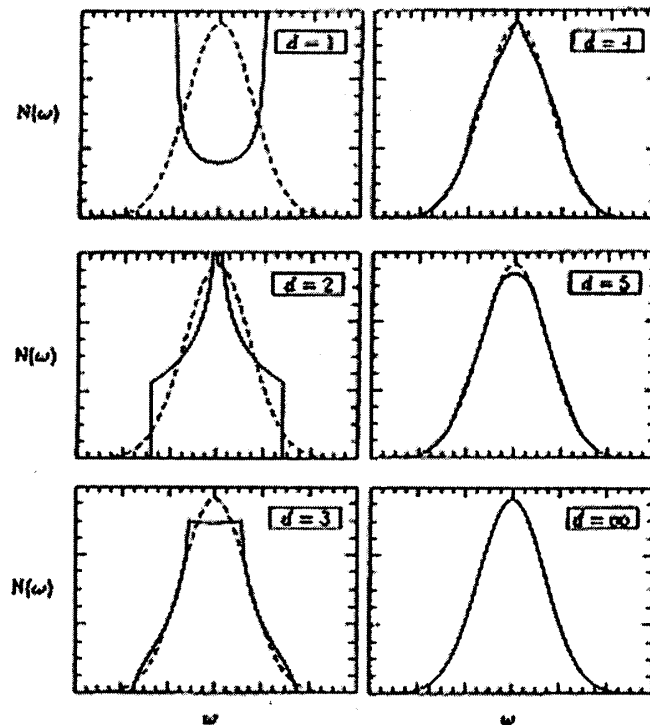 N(ω)
d = 1
d = 4
N(ω)
d = 2
d = 5
N(ω)
d = 3
d = ∞
ω
ω